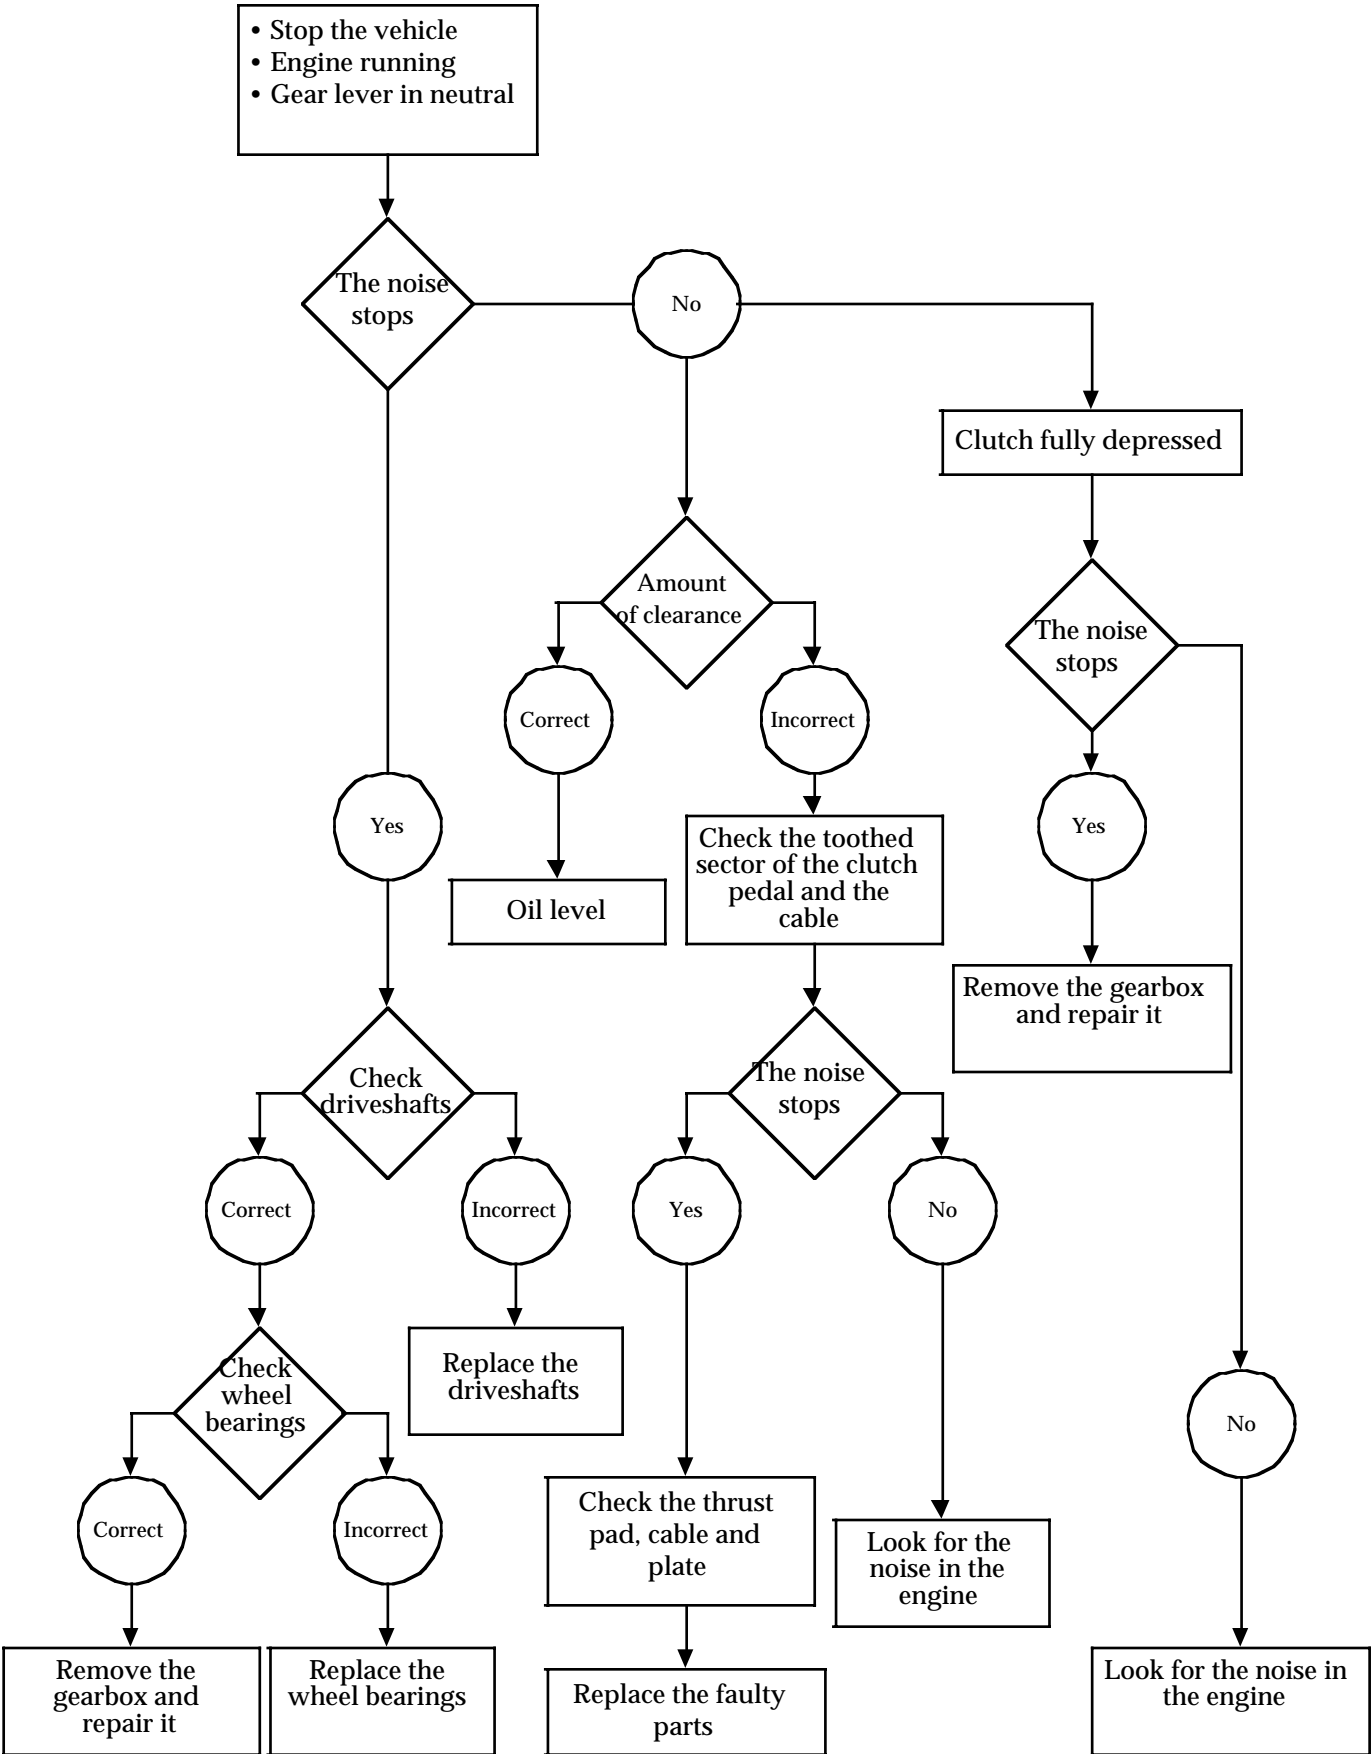 • Stop the vehicle
• Engine running
• Gear lever in neutral
The noise
stops
No
Clutch fully depressed
Amount
of clearance
The noise
stops
Correct
Incorrect
Yes
Yes
Check the toothed
sector of the clutch
pedal and the
cable
Oil level
Remove the gearbox
and repair it
Check
driveshafts
The noise
stops
Correct
Incorrect
Yes
No
Check
wheel
bearings
Replace the
driveshafts
No
Correct
Incorrect
Check the thrust
pad, cable and
plate
Look for the
noise in the
engine
Remove the
gearbox and
repair it
Replace the
wheel bearings
Replace the faulty
parts
Look for the noise in
the engine